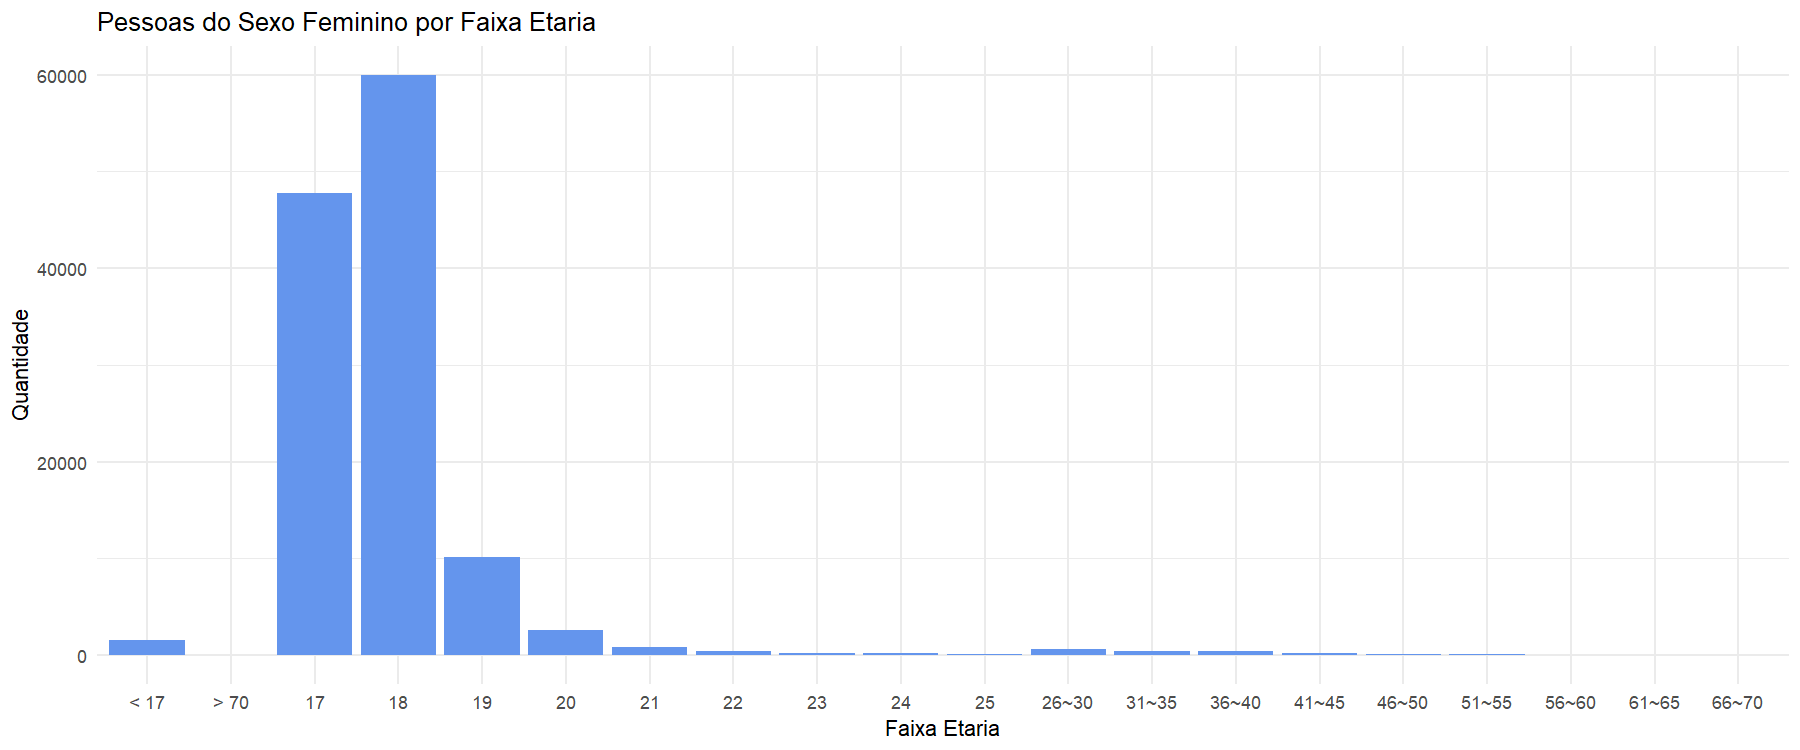 Pessoas do Sexo Feminino por Faixa Etaria
60000
40000
20000
0
Quantidade
< 17 > 70 17 18 19 20 21 22 23 24 25 26~30 31~35 36~40 41~45 46~50 51~55 56~60 61~65 66~70
Faixa Etaria